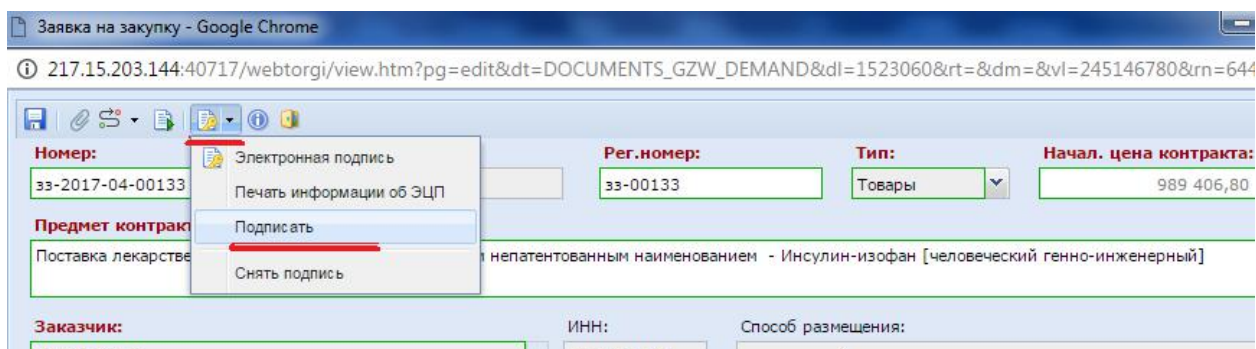 Заявка на закупку - Google Chrome
217.15.203.144:40717/webtorgi/view.htm?pg=edit&dt=DOCUMENTS_GZW_DEMAND&dl=1523060&rt=&dm=&vl=245146780&rn=644
Номер: Рег.номер: Тип: Начал. цена контракта:
зз-2017-04-00133 зз-00133 Товары 989 406,80
Электронная подпись
Печать информации об ЭЦП
Подписать
Снять подпись
Предмет контракт
Поставка лекарстве непатентованным наименованием - Инсулин-изофан [человеческий генно-инженерный]
Заказчик: ИНН: Способ размещения: